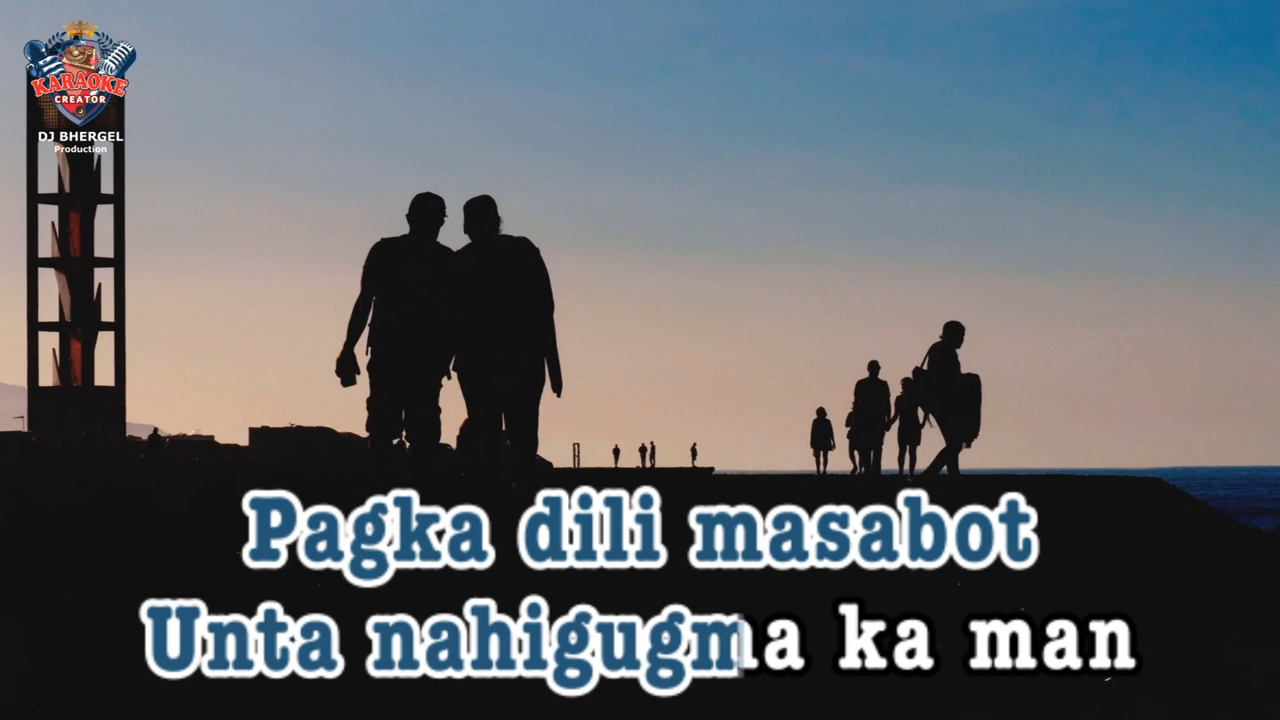 KARAOKE
CREATOR
DJ BHERGEL
Production
Pagka dili masabot
Unta nahigugma ka man